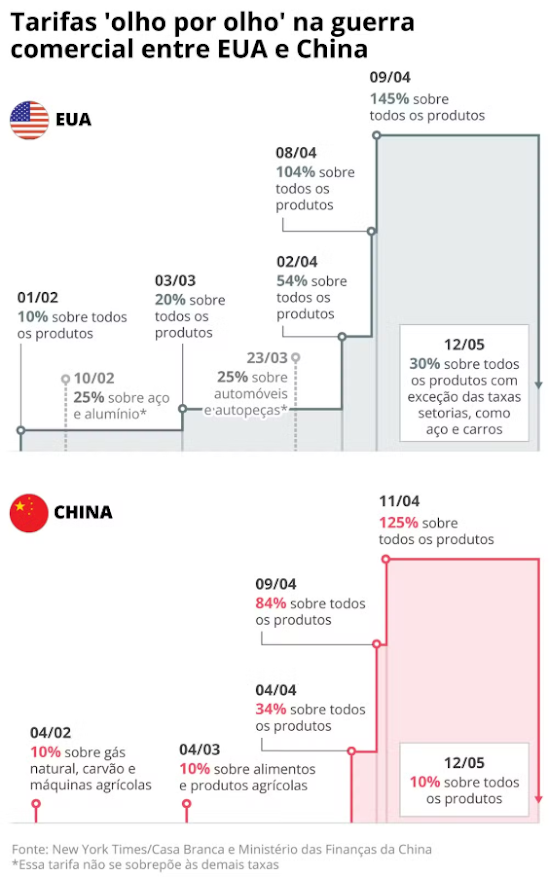 Tarifas 'olho por olho' na guerra
comercial entre EUA e China
EUA
09/04
145% sobre
todos os produtos
08/04
104% sobre
todos os
produtos
02/04
54% sobre
todos os
produtos
03/03
20% sobre
todos os
produtos
01/02
10% sobre todos
os produtos
10/02
25% sobre aço
e alumínio*
23/03
25% sobre
automóveis
e autopeças*
12/05
30% sobre todos
os produtos com
exceção das taxas
setorias, como
aço e carros
CHINA
11/04
125% sobre
todos os produtos
09/04
84% sobre todos
os produtos
04/04
34% sobre todos
os produtos
04/02
10% sobre gás
natural, carvão e
máquinas agrícolas
04/03
10% sobre alimentos
e produtos agrícolas
12/05
10% sobre todos
os produtos
Fonte: New York Times/Casa Branca e Ministério das Finanças da China
*Essa tarifa não se sobrepõe às demais taxas